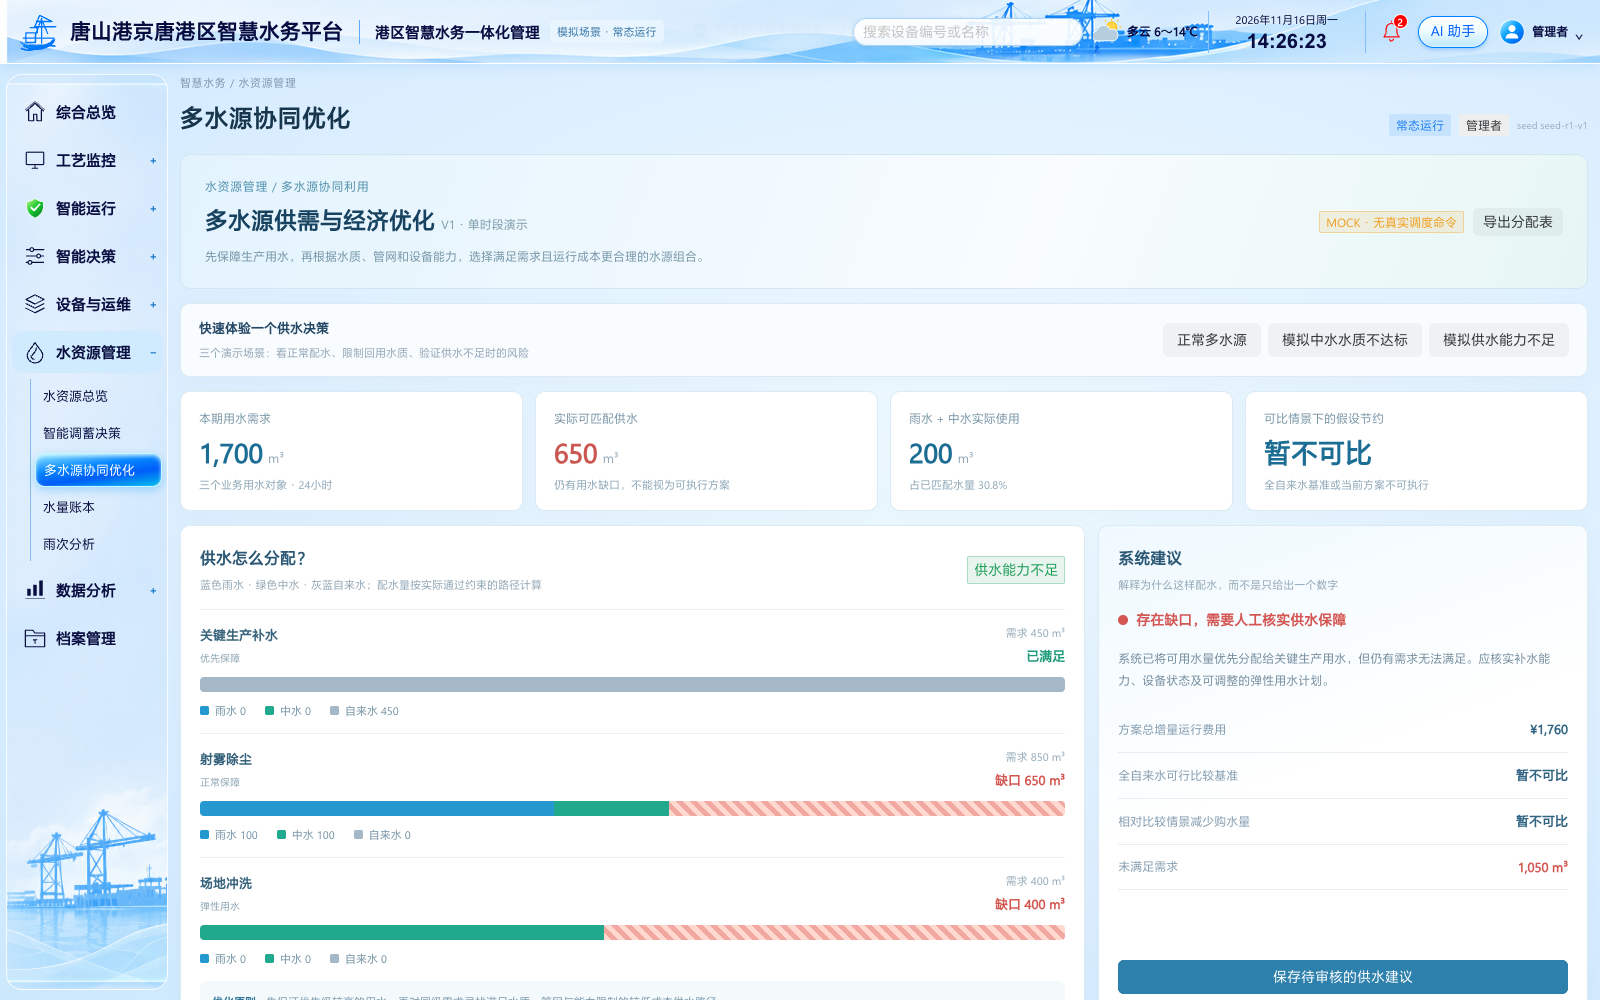 唐山港京唐港区智慧水务平台
港区智慧水务一体化管理
模拟场景 · 常态运行
搜索设备编号或名称
多云 6~14℃
2026年11月16日周一
14:26:23
2
AI 助手
管理者
综合总览
工艺监控 +
智能运行 +
智能决策 +
设备与运维 +
水资源管理 −
水资源总览
智能调蓄决策
多水源协同优化
水量账本
雨次分析
数据分析 +
档案管理
智慧水务 / 水资源管理
多水源协同优化
常态运行
管理者
seed seed-r1-v1
水资源管理 / 多水源协同利用
多水源供需与经济优化 V1 · 单时段演示
先保障生产用水，再根据水质、管网和设备能力，选择满足需求且运行成本更合理的水源组合。
MOCK · 无真实调度命令
导出分配表
快速体验一个供水决策
三个演示场景：看正常配水、限制回用水质、验证供水不足时的风险
正常多水源
模拟中水水质不达标
模拟供水能力不足
本期用水需求
1,700 m³
三个业务用水对象 · 24小时
实际可匹配供水
650 m³
仍有用水缺口，不能视为可执行方案
雨水 + 中水实际使用
200 m³
占已匹配水量 30.8%
可比情景下的假设节约
暂不可比
全自来水基准或当前方案不可执行
供水怎么分配？
蓝色雨水 · 绿色中水 · 灰蓝自来水；配水量按实际通过约束的路径计算
供水能力不足
关键生产补水
需求 450 m³
优先保障
已满足
雨水 0 中水 0 自来水 450
射雾除尘
需求 850 m³
正常保障
缺口 650 m³
雨水 100 中水 100 自来水 0
场地冲洗
需求 400 m³
弹性用水
缺口 400 m³
雨水 0 中水 0 自来水 0
系统建议
解释为什么这样配水，而不是只给出一个数字
存在缺口，需要人工核实供水保障
系统已将可用水量优先分配给关键生产用水，但仍有需求无法满足。应核实补水能
力、设备状态及可调整的弹性用水计划。
方案总增量运行费用 ¥1,760
全自来水可行比较基准 暂不可比
相对比较情景减少购水量 暂不可比
未满足需求 1,050 m³
保存待审核的供水建议